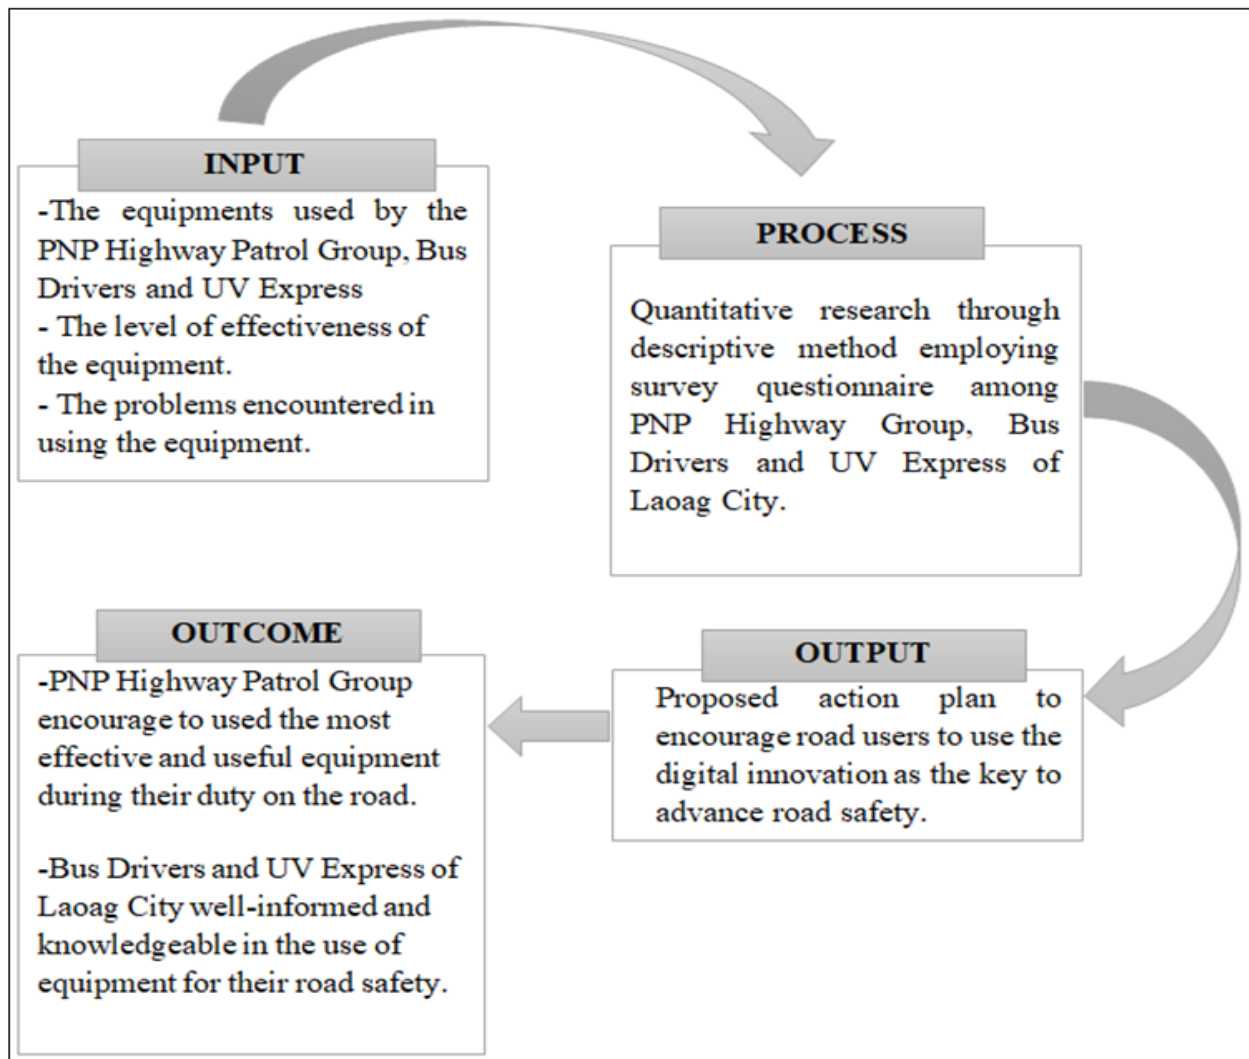 INPUT
-The equipments used by the
PNP Highway Patrol Group, Bus
Drivers and UV Express
- The level of effectiveness of
the equipment.
- The problems encountered in
using the equipment.
PROCESS
Quantitative research through
descriptive method employing
survey questionnaire among
PNP Highway Group, Bus
Drivers and UV Express of
Laoag City.
OUTPUT
Proposed action plan to
encourage road users to use the
digital innovation as the key to
advance road safety.
OUTCOME
-PNP Highway Patrol Group
encourage to used the most
effective and useful equipment
during their duty on the road.
-Bus Drivers and UV Express of
Laoag City well-informed and
knowledgeable in the use of
equipment for their road safety.